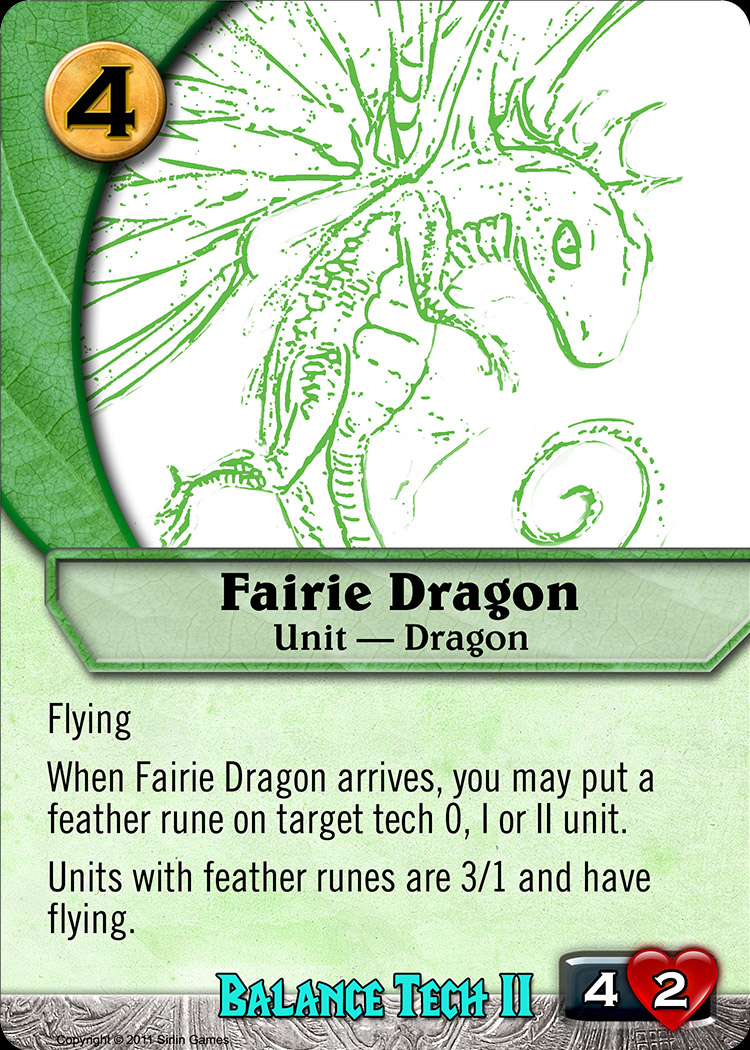 4
Fairie Dragon
Unit — Dragon
Flying
When Fairie Dragon arrives, you may put a
feather rune on target tech 0, I or II unit.
Units with feather runes are 3/1 and have
flying.
Balance Tech II
4 2
Copyright © 2011 Sirlin Games